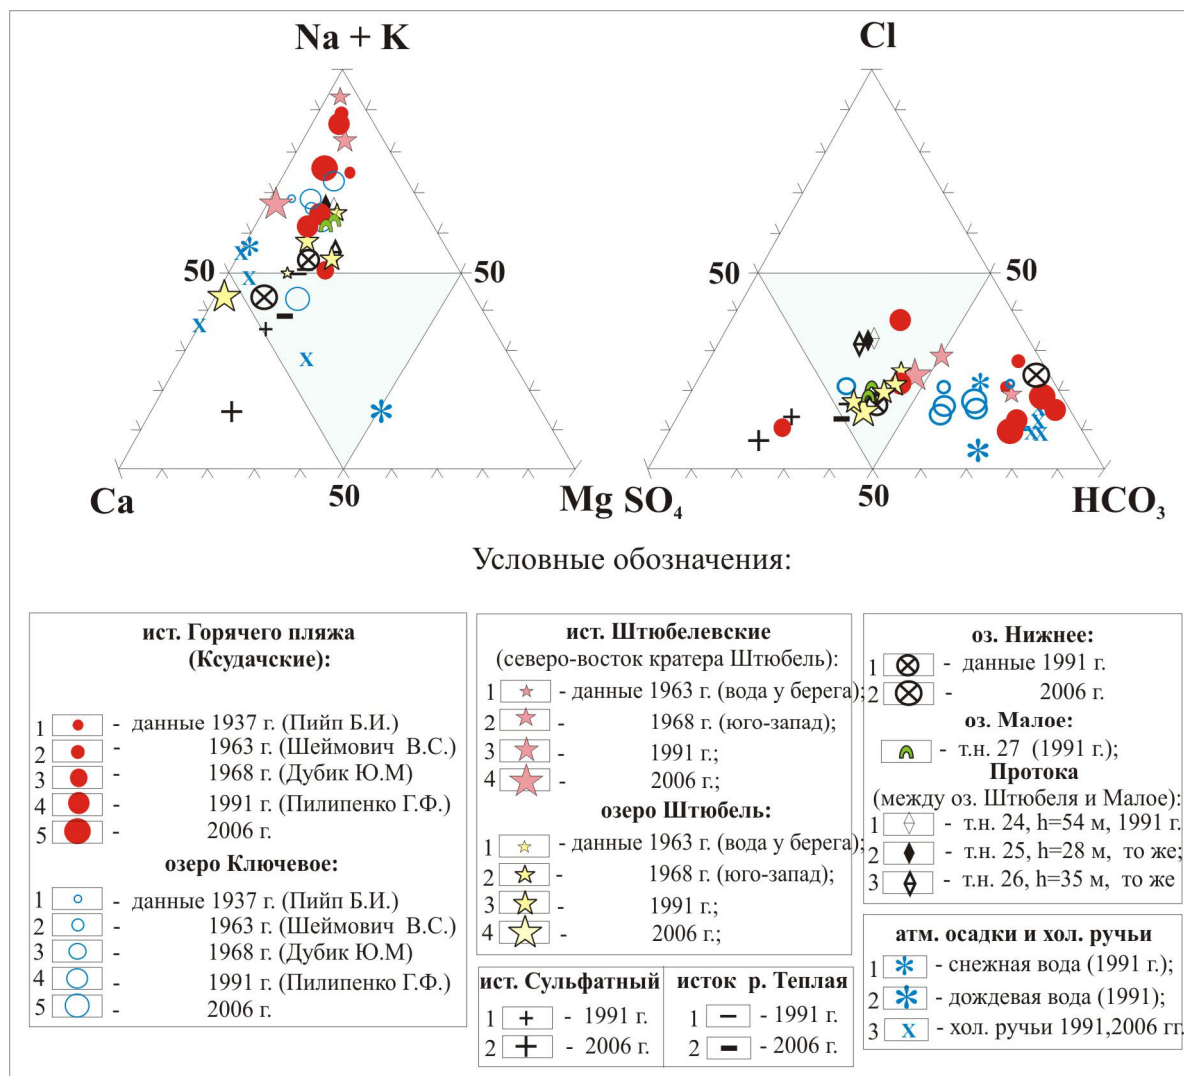 Na + K
Cl
50
50
50
50
Ca
50
Mg
SO₄
50
HCO₃
Условные обозначения:
ист. Горячего пляжа
(Ксудачские):
1 - данные 1937 г. (Пийп Б.И.)
2 - 1963 г. (Шеймович В.С.)
3 - 1968 г. (Дубик Ю.М)
4 - 1991 г. (Пилипенко Г.Ф.)
5 - 2006 г.
озеро Ключевое:
1 - данные 1937 г. (Пийп Б.И.)
2 - 1963 г. (Шеймович В.С.)
3 - 1968 г. (Дубик Ю.М)
4 - 1991 г. (Пилипенко Г.Ф.)
5 - 2006 г.
ист. Штюбелевские
(северо-восток кратера Штюбель):
1 - данные 1963 г. (вода у берега);
2 - 1968 г. (юго-запад);
3 - 1991 г.;
4 - 2006 г.;
озеро Штюбель:
1 - данные 1963 г. (вода у берега);
2 - 1968 г. (юго-запад);
3 - 1991 г.;
4 - 2006 г.;
ист. Сульфатный
1 - 1991 г.
2 - 2006 г.
исток р. Теплая
1 - 1991 г.
2 - 2006 г.
оз. Нижнее:
1 - данные 1991 г.
2 - 2006 г.
оз. Малое:
- т.н. 27 (1991 г.);
Протока
(между оз. Штюбеля и Малое):
1 - т.н. 24, h=54 м, 1991 г.
2 - т.н. 25, h=28 м, то же;
3 - т.н. 26, h=35 м, то же
атм. осадки и хол. ручьи
1 - снежная вода (1991 г.);
2 - дождевая вода (1991);
3 x - хол. ручьи 1991,2006 гг.